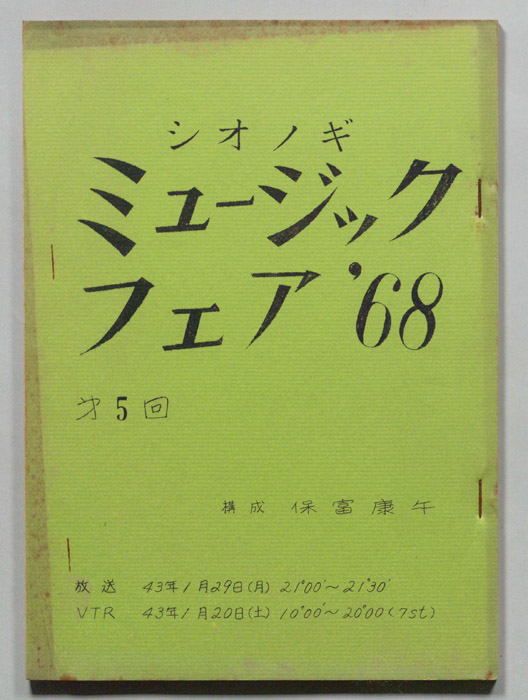 シオノギ
ミュージック
フェア '68
第5回
構成 保富康午
放送 43年1月29日(月) 21°00'~21°30'
VTR 43年1月20日(土) 10°00'~20°00(7st)